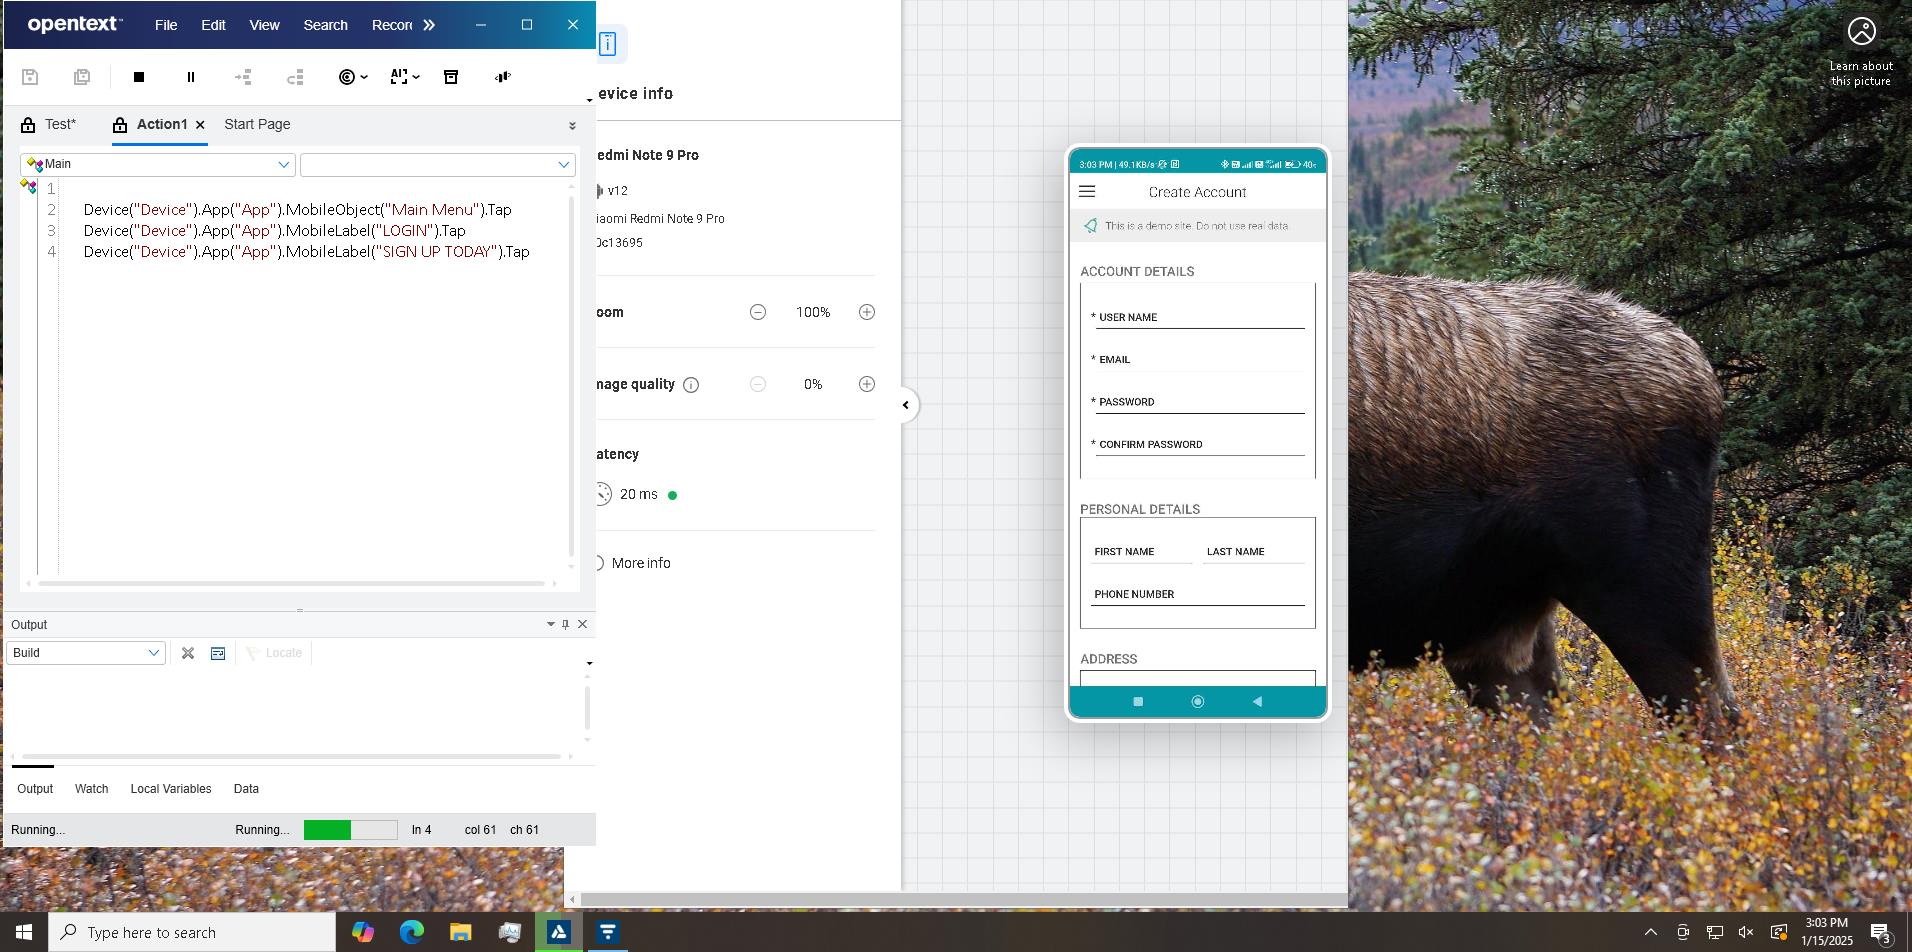 opentext™
File Edit View Search Recor
Test* Action1 Start Page
Main
1
2 Device("Device").App("App").MobileObject("Main Menu").Tap
3 Device("Device").App("App").MobileLabel("LOGIN").Tap
4 Device("Device").App("App").MobileLabel("SIGN UP TODAY").Tap
Output
Build Locate
Output Watch Local Variables Data
Running... Running... ln 4 col 61 ch 61
evice info
edmi Note 9 Pro
v12
iaomi Redmi Note 9 Pro
0c13695
oom 100%
mage quality 0%
atency
20 ms
More info
3:03 PM | 49.1KB/s
40
Create Account
This is a demo site. Do not use real data.
ACCOUNT DETAILS
* USER NAME
* EMAIL
* PASSWORD
* CONFIRM PASSWORD
PERSONAL DETAILS
FIRST NAME LAST NAME
PHONE NUMBER
ADDRESS
Learn about
this picture
Type here to search
3:03 PM
1/15/2025
3